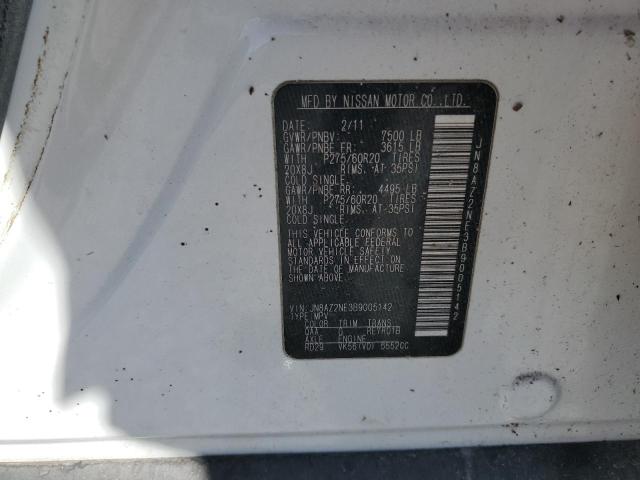 MFD BY NISSAN MOTOR CO.,LTD.
DATE: 2/11
GVWR/PNBV: 7500 LB
GAWR/PNBE FR: 3615 LB
WITH P275/60R20 TIRES
20X8J RIMS, AT 35PSI
COLD SINGLE
GAWR/PNBE RR: 4495 LB
WITH P275/60R20 TIRES
20X8J RIMS, AT 35PSI
COLD SINGLE
THIS VEHICLE CONFORMS TO
ALL APPLICABLE FEDERAL
MOTOR VEHICLE SAFETY
STANDARDS IN EFFECT ON
THE DATE OF MANUFACTURE
SHOWN ABOVE.
VIN:JN8AZ2NE3B9005142
TYPE:MPV
COLOR TRIM TRANS
QAA RE7R01B
AXLE ENGINE
RD29 VK56(VD) 5552CC
JN8AZ2NE3B9005142